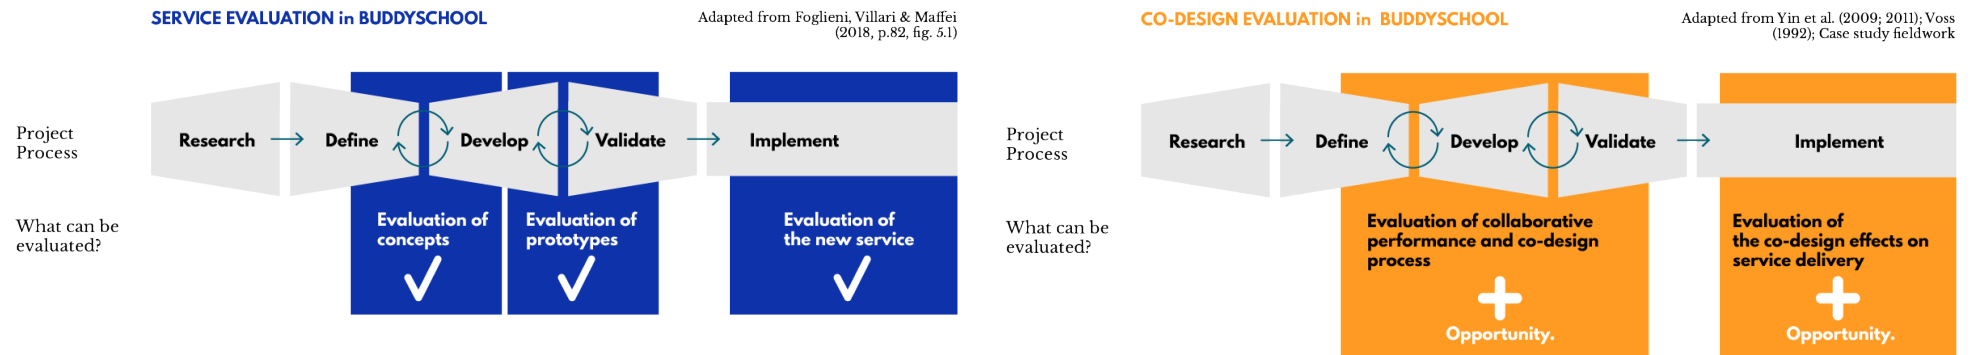 SERVICE EVALUATION in BUDDYSCHOOL
Adapted from Foglieni, Villari & Maffei
(2018, p.82, fig. 5.1)
Project
Process
Research
Define
Develop
Validate
Implement
What can be
evaluated?
Evaluation of
concepts
Evaluation of
prototypes
Evaluation of
the new service
CO-DESIGN EVALUATION in BUDDYSCHOOL
Adapted from Yin et al. (2009; 2011); Voss
(1992); Case study fieldwork
Project
Process
Research
Define
Develop
Validate
Implement
What can be
evaluated?
Evaluation of collaborative
performance and co-design
process
Opportunity.
Evaluation of
the co-design effects on
service delivery
Opportunity.